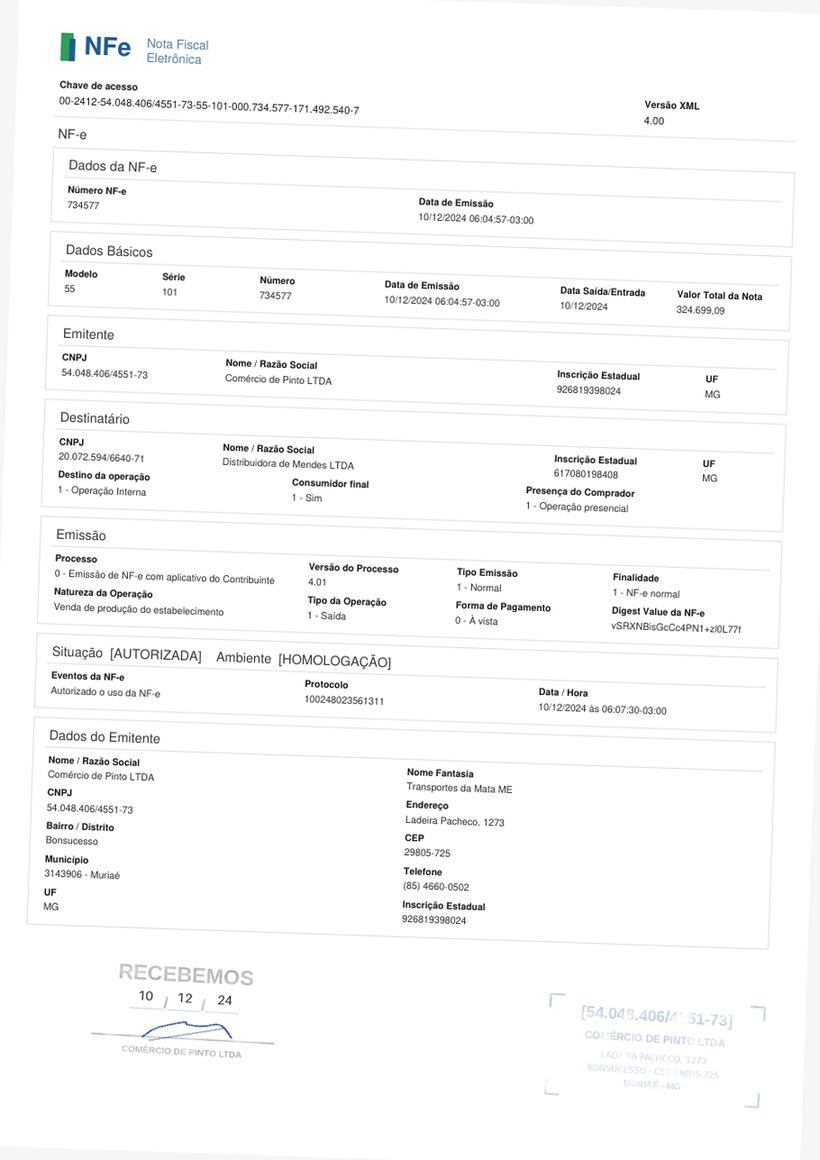 NFe Nota Fiscal
Eletrônica
Chave de acesso
00-2412-54.048.406/4551-73-55-101-000.734.577-171.492.540-7
Versão XML
4.00
NF-e
Dados da NF-e
Número NF-e
734577
Data de Emissão
10/12/2024 06:04:57-03:00
Dados Básicos
Modelo Série Número Data de Emissão Data Saída/Entrada Valor Total da Nota
55 101 734577 10/12/2024 06:04:57-03:00 10/12/2024 324.699,09
Emitente
CNPJ Nome / Razão Social Inscrição Estadual UF
54.048.406/4551-73 Comércio de Pinto LTDA 926819398024 MG
Destinatário
CNPJ Nome / Razão Social Inscrição Estadual UF
20.072.594/6640-71 Distribuidora de Mendes LTDA 617080198408 MG
Destino da operação Consumidor final Presença do Comprador
1 - Operação Interna 1 - Sim 1 - Operação presencial
Emissão
Processo Versão do Processo Tipo Emissão Finalidade
0 - Emissão de NF-e com aplicativo do Contribuinte 4.01 1 - Normal 1 - NF-e normal
Natureza da Operação Tipo da Operação Forma de Pagamento Digest Value da NF-e
Venda de produção do estabelecimento 1 - Saída 0 - À vista vSRXNBisGcCc4PN1+zI0L77f
Situação [AUTORIZADA] Ambiente [HOMOLOGAÇÃO]
Eventos da NF-e Protocolo Data / Hora
Autorizado o uso da NF-e 100248023561311 10/12/2024 às 06:07:30-03:00
Dados do Emitente
Nome / Razão Social
Comércio de Pinto LTDA
CNPJ
54.048.406/4551-73
Bairro / Distrito
Bonsucesso
Município
3143906 - Muriaé
UF
MG
Nome Fantasia
Transportes da Mata ME
Endereço
Ladeira Pacheco, 1273
CEP
29805-725
Telefone
(85) 4660-0502
Inscrição Estadual
926819398024
RECEBEMOS
10 / 12 / 24
COMÉRCIO DE PINTO LTDA
[54.048.406/4551-73]
COMÉRCIO DE PINTO LTDA
LADEIRA PACHECO, 1273
BONSUCESSO - CEP 29805-725
MURIAÉ - MG